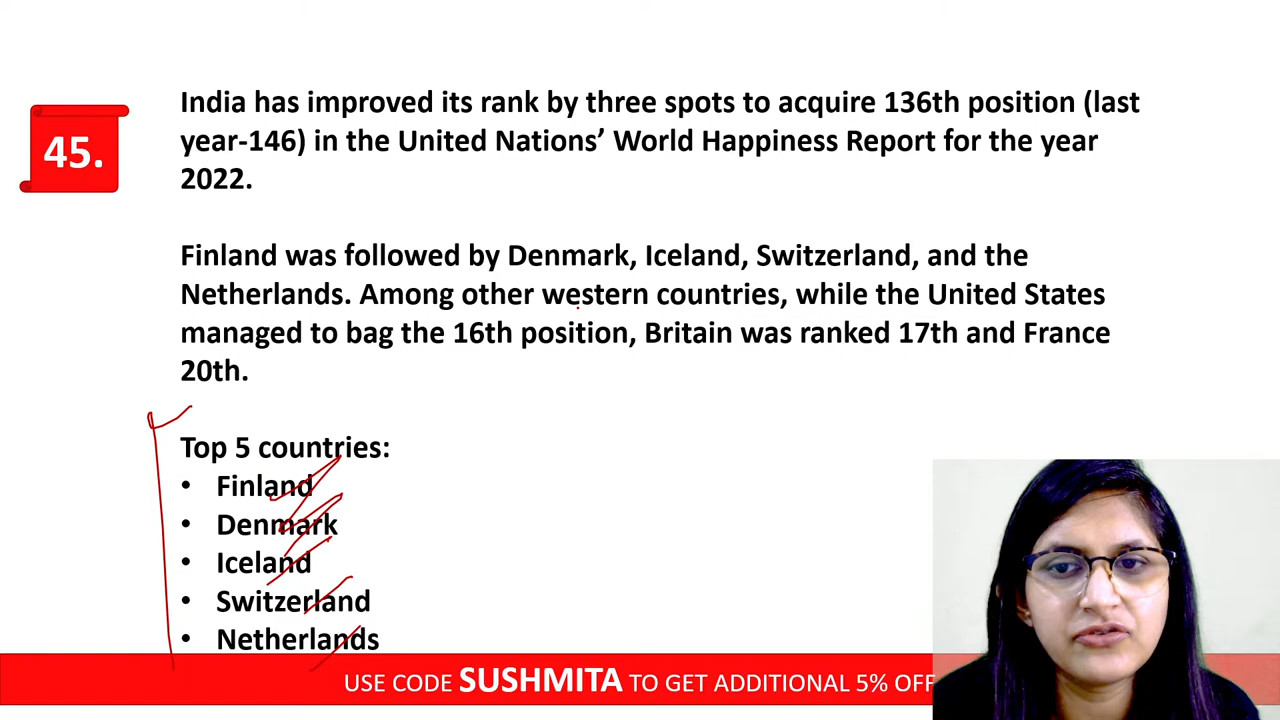 45.
India has improved its rank by three spots to acquire 136th position (last
year-146) in the United Nations’ World Happiness Report for the year
2022.
Finland was followed by Denmark, Iceland, Switzerland, and the
Netherlands. Among other western countries, while the United States
managed to bag the 16th position, Britain was ranked 17th and France
20th.
Top 5 countries:
• Finland
• Denmark
• Iceland
• Switzerland
• Netherlands
USE CODE SUSHMITA TO GET ADDITIONAL 5% OFF